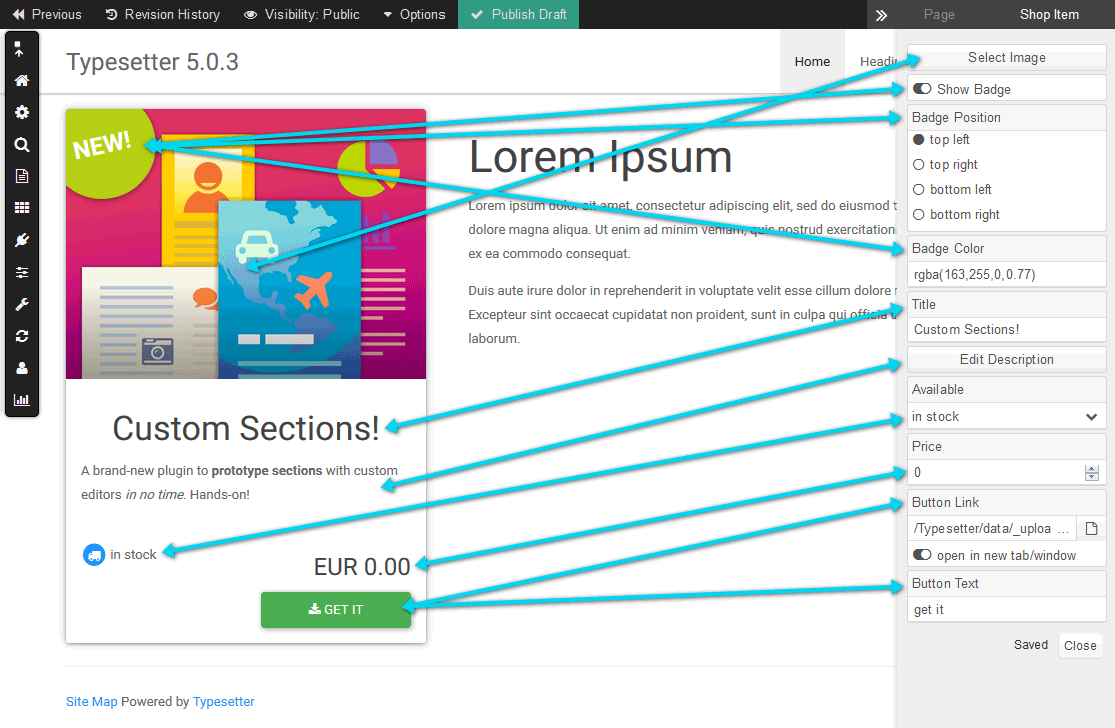 Previous
Revision History
Visibility: Public
Options
Publish Draft
Page
Shop Item
Typesetter 5.0.3
Home
NEW!
Lorem Ipsum
Lorem ipsum dolor sit amet, consectetur adipiscing elit, sed do eiusmod
dolore magna aliqua. Ut enim ad minim veniam, quis nostrud exercitation
ex ea commodo consequat.
Duis aute irure dolor in reprehenderit in voluptate velit esse cillum dolore
Excepteur sint occaecat cupidatat non proident, sunt in culpa qui officia
laborum.
Custom Sections!
A brand-new plugin to prototype sections with custom
editors in no time. Hands-on!
in stock
EUR 0.00
GET IT
Site Map Powered by Typesetter
Select Image
Show Badge
Badge Position
top left
top right
bottom left
bottom right
Badge Color
rgba(163,255,0,0.77)
Title
Custom Sections!
Edit Description
Available
in stock
Price
0
Button Link
/Typesetter/data/_uploa ...
open in new tab/window
Button Text
get it
Saved
Close